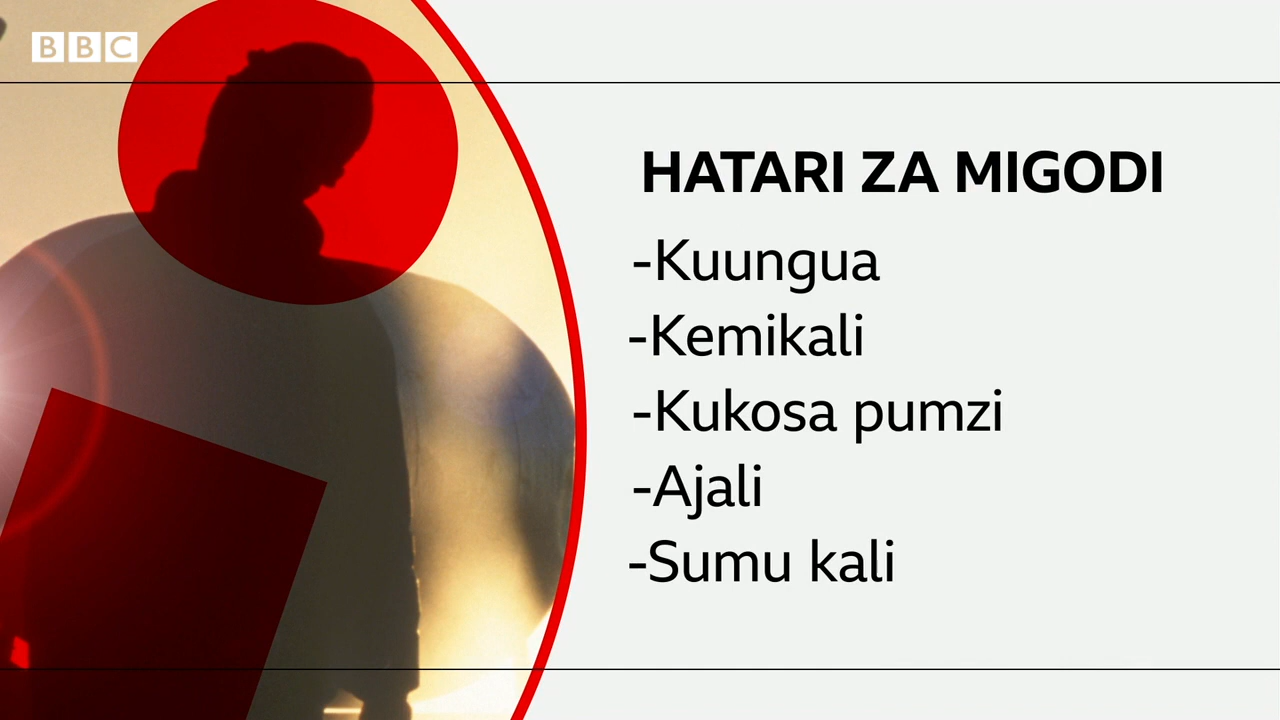 BBC
HATARI ZA MIGODI
-Kuungua
-Kemikali
-Kukosa pumzi
-Ajali
-Sumu kali